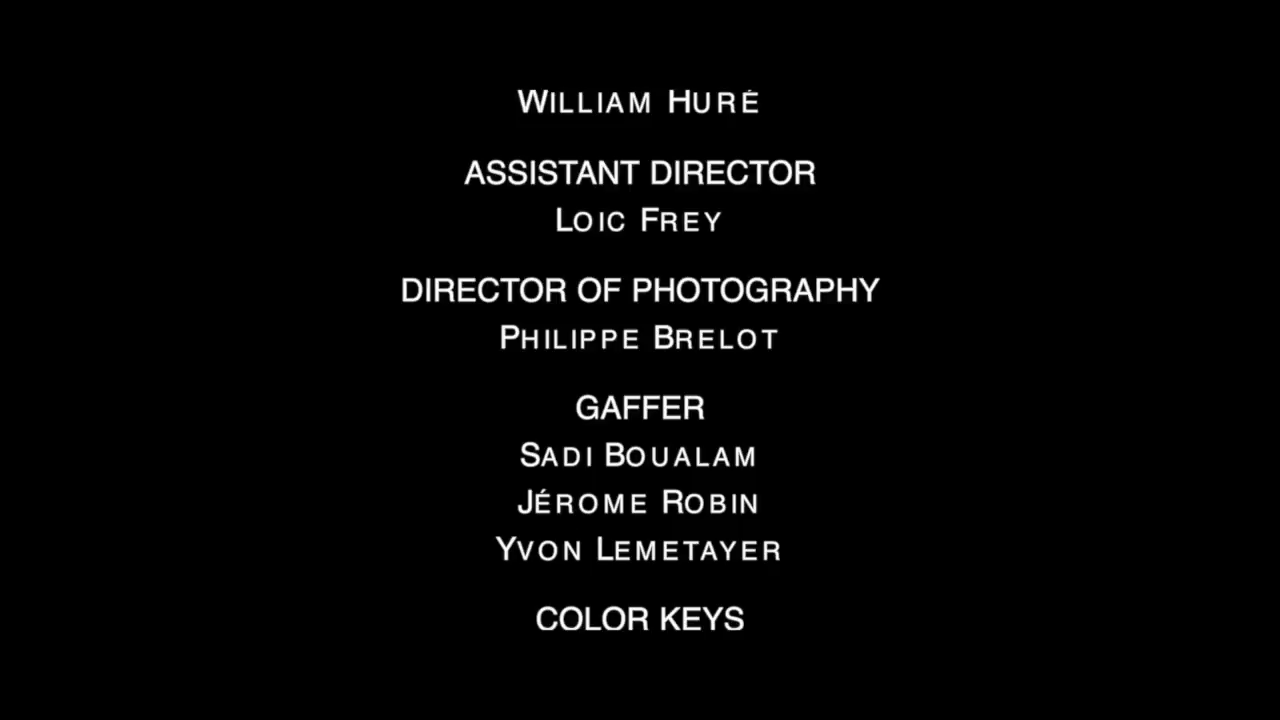 WILLIAM HURÉ
ASSISTANT DIRECTOR
LOIC FREY
DIRECTOR OF PHOTOGRAPHY
PHILIPPE BRELOT
GAFFER
SADI BOUALAM
JÉROME ROBIN
YVON LEMETAYER
COLOR KEYS